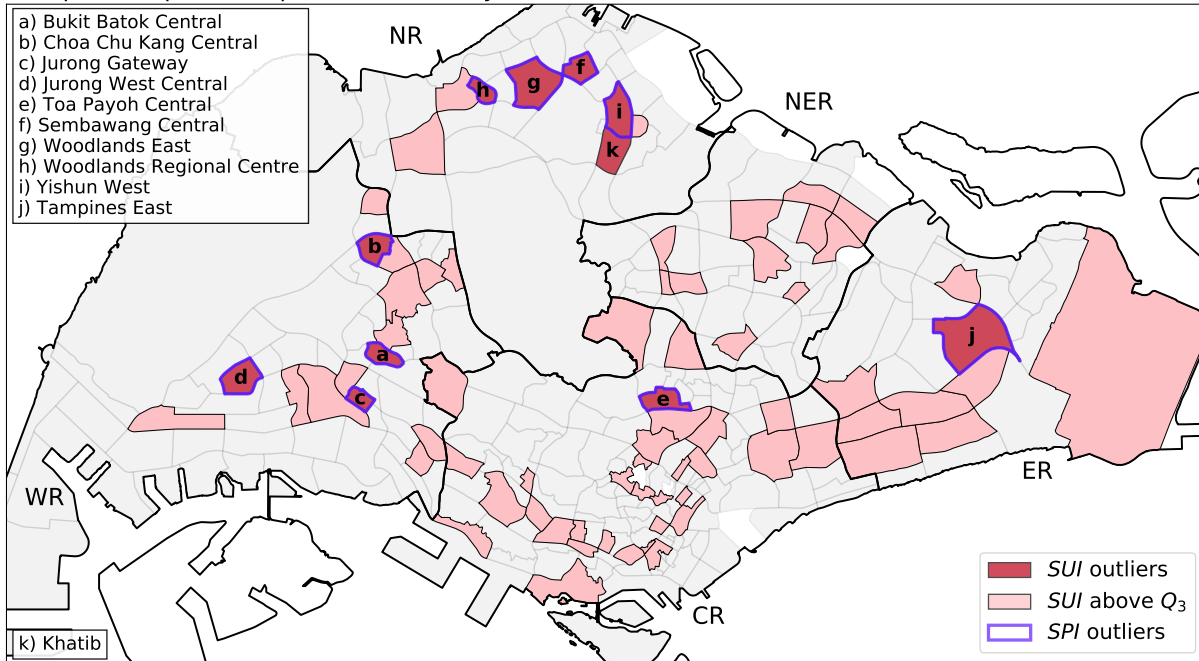 a) Bukit Batok Central
b) Choa Chu Kang Central
c) Jurong Gateway
d) Jurong West Central
e) Toa Payoh Central
f) Sembawang Central
g) Woodlands East
h) Woodlands Regional Centre
i) Yishun West
j) Tampines East
NR
NER
h
g
f
i
k
b
a
d
c
e
j
WR
ER
CR
SUI outliers
SUI above Q3
SPI outliers
k) Khatib